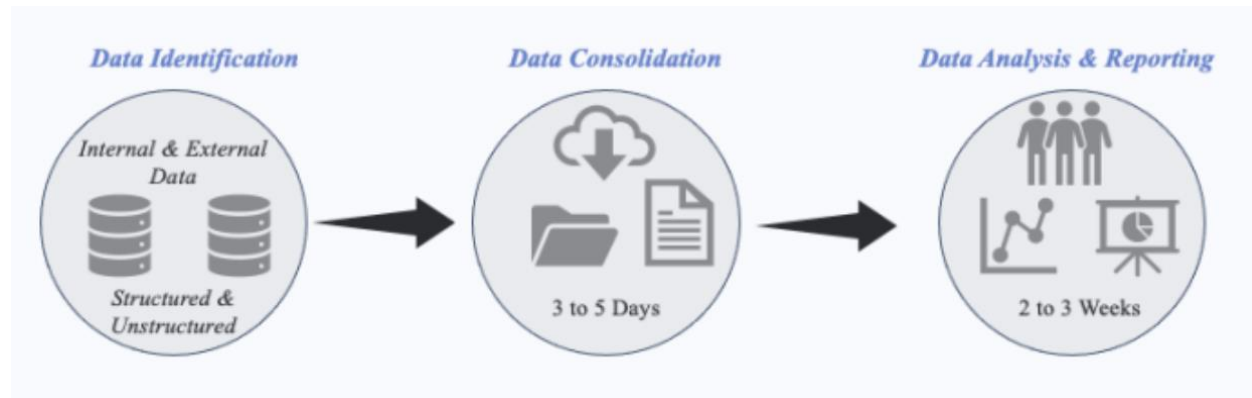 Data Identification
Internal & External
Data
Structured &
Unstructured
Data Consolidation
3 to 5 Days
Data Analysis & Reporting
2 to 3 Weeks